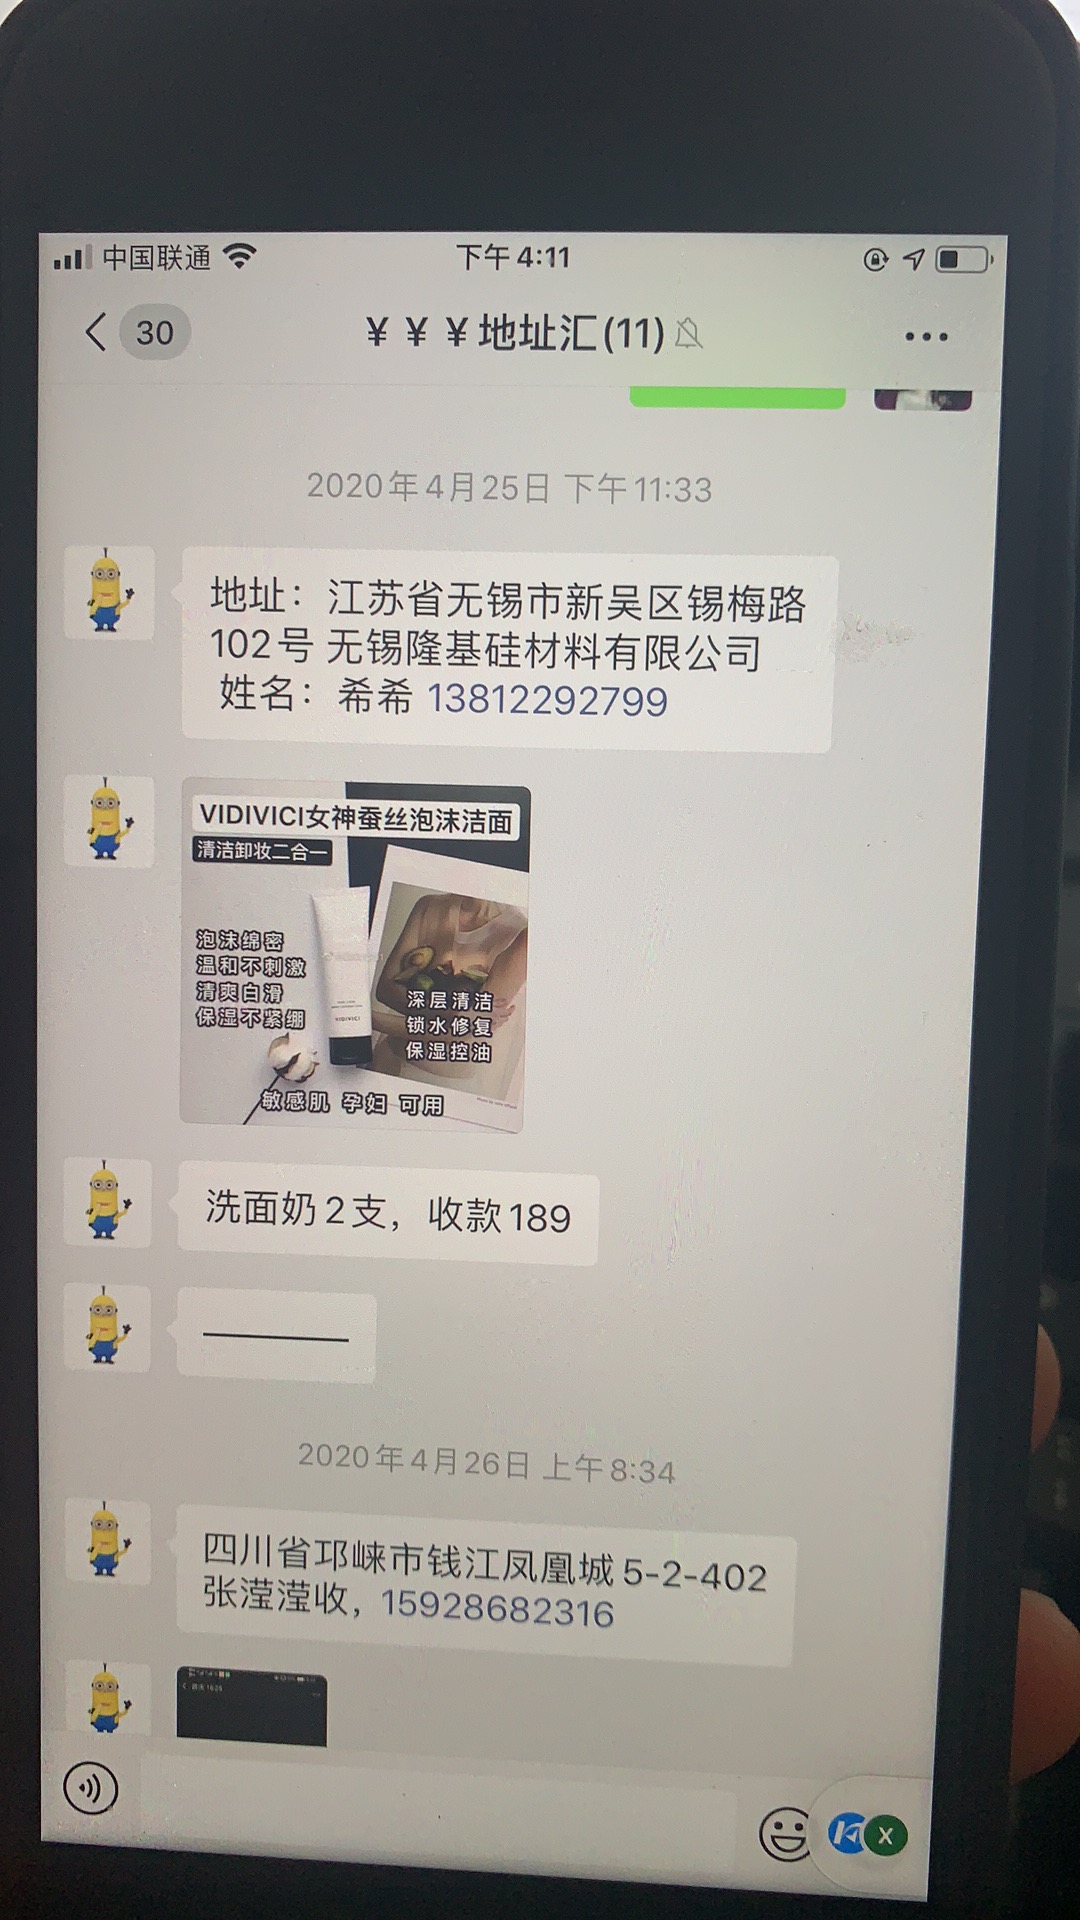 中国联通
下午4:11
30
￥￥￥地址汇(11)
2020年4月25日 下午11:33
地址：江苏省无锡市新吴区锡梅路
102号 无锡隆基硅材料有限公司
姓名：希希 13812292799
VIDIVICI女神蚕丝泡沫洁面
清洁卸妆二合一
泡沫绵密
温和不刺激
清爽白滑
保湿不紧绷
VIDIVICI
深层清洁
锁水修复
保湿控油
敏感肌 孕妇 可用
洗面奶2支，收款189
————
2020年4月26日 上午8:34
四川省邛崃市钱江凤凰城5-2-402
张滢滢收，15928682316
X